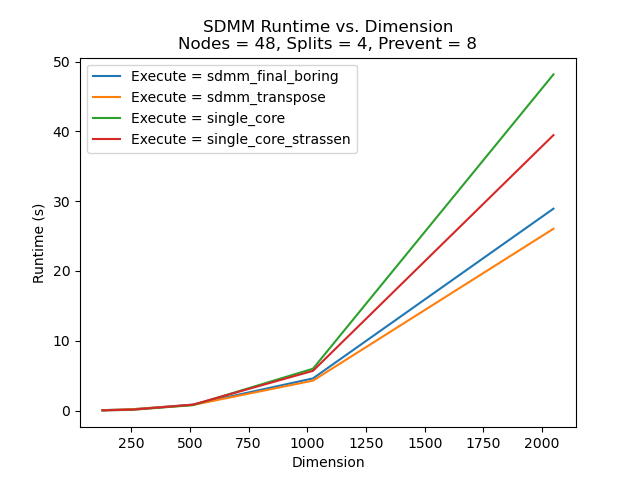 SDMM Runtime vs. Dimension
Nodes = 48, Splits = 4, Prevent = 8
Execute = sdmm_final_boring
Execute = sdmm_transpose
Execute = single_core
Execute = single_core_strassen
Runtime (s)
50
40
30
20
10
0
250 500 750 1000 1250 1500 1750 2000
Dimension